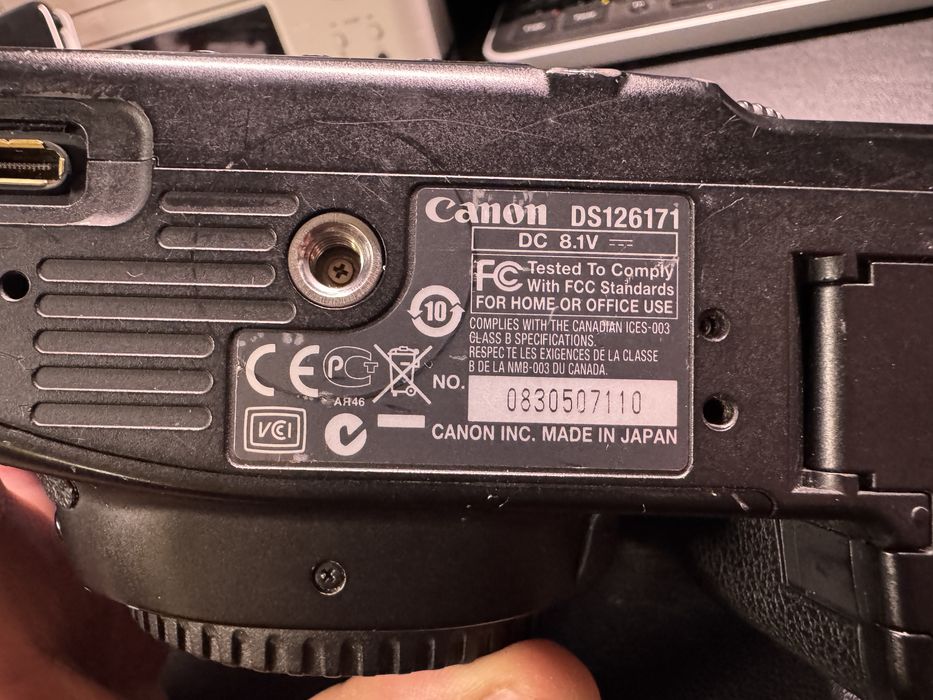 Canon DS126171
DC 8.1V
FC Tested To Comply
With FCC Standards
FOR HOME OR OFFICE USE
10
COMPLIES WITH THE CANADIAN ICES-003
CLASS B SPECIFICATIONS.
RESPECTE LES EXIGENCES DE LA CLASSE
B DE LA NMB-003 DU CANADA.
CE PCT
АЯ46
NO. 0830507110
VCI
CANON INC. MADE IN JAPAN